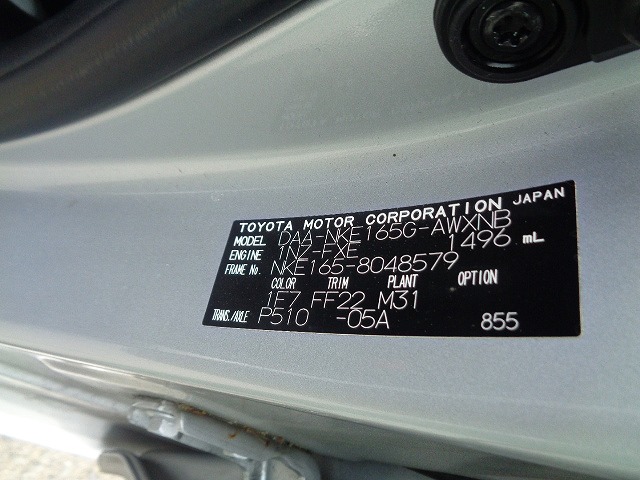 TOYOTA MOTOR CORPORATION JAPAN
MODEL DAA-NKE165G-AWXNB
ENGINE 1NZ-FXE 1496 mL
FRAME No. NKE165-8048579
COLOR TRIM PLANT OPTION
1F7 FF22 M31
TRANS./AXLE P510 -05A 855